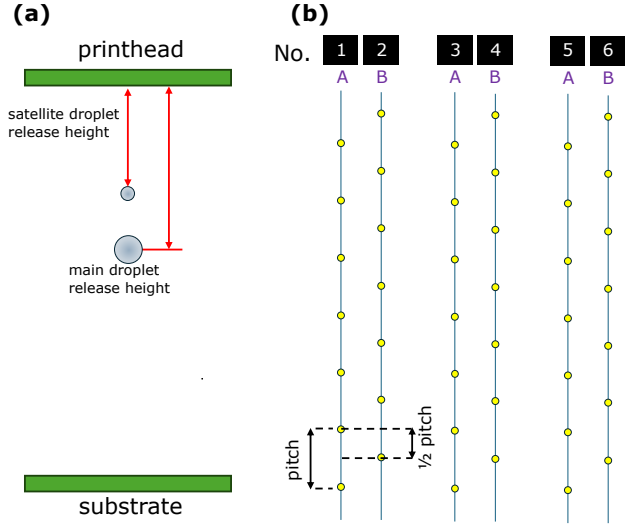 (a)
printhead
satellite droplet
release height
main droplet
release height
substrate
(b)
No. 1 2 3 4 5 6
A B A B A B
pitch
½ pitch